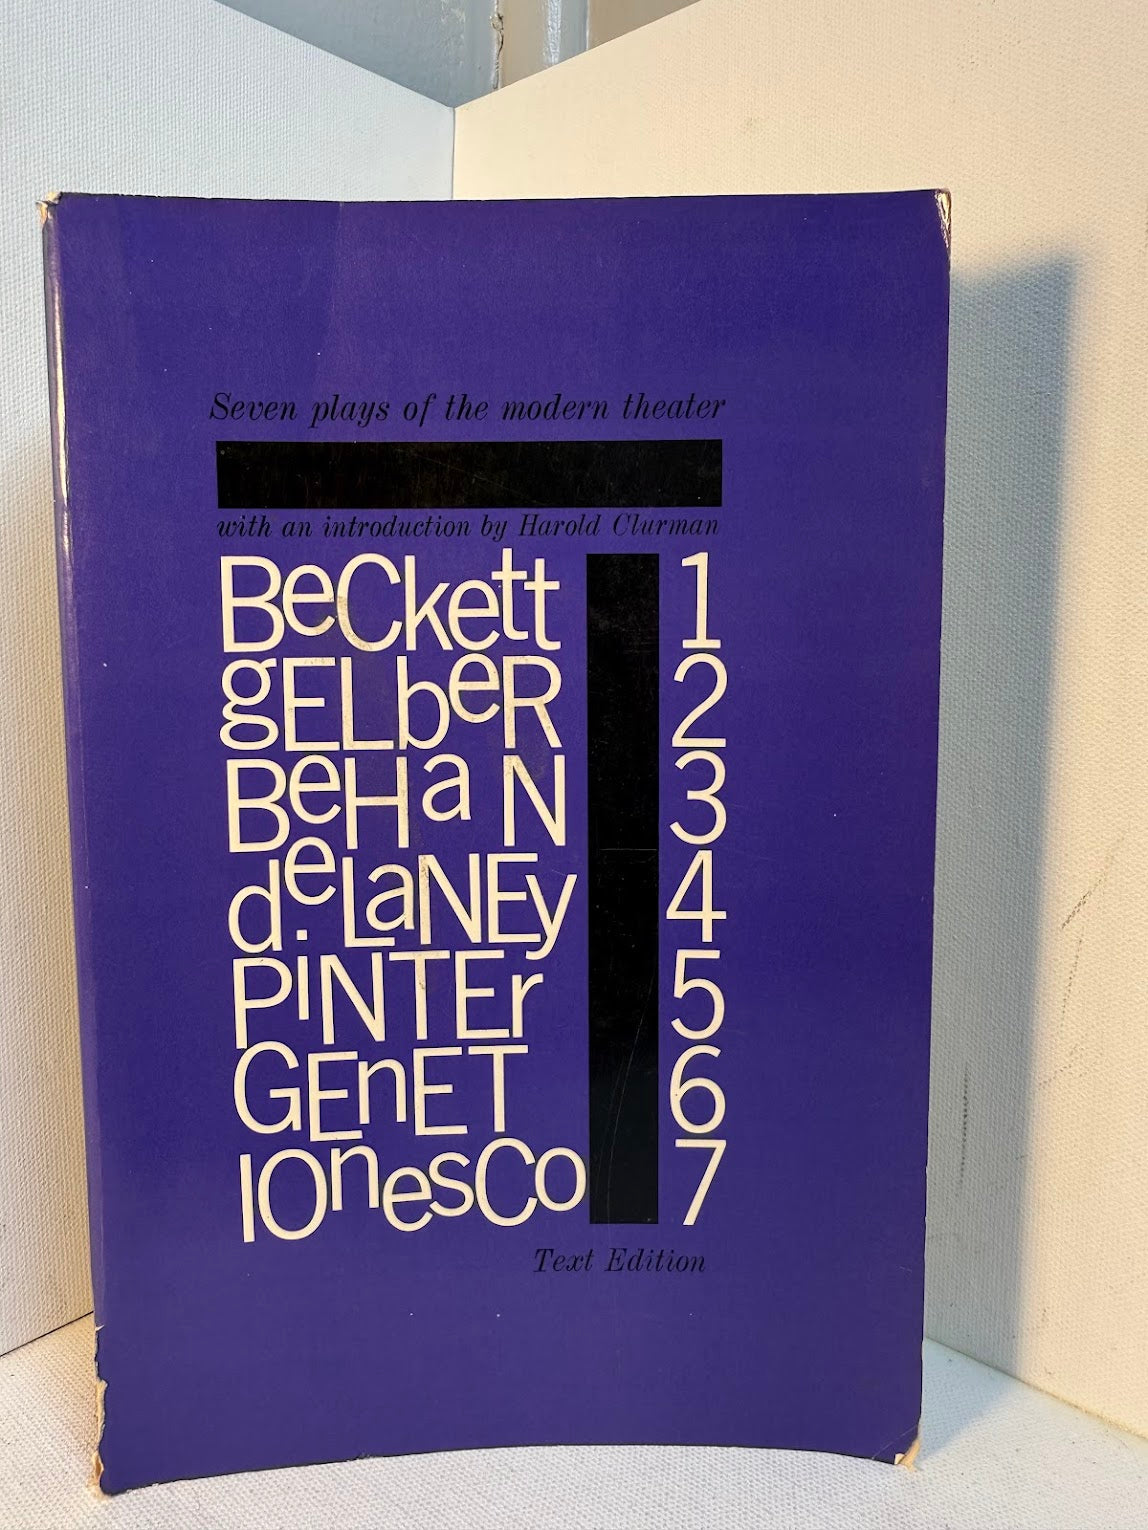 Seven plays of the modern theater
with an introduction by Harold Clurman
BeCkett 1
gELbeR 2
BeHaN 3
deLaNEy 4
PiNTEr 5
GEnET 6
IOnesCo 7
Text Edition